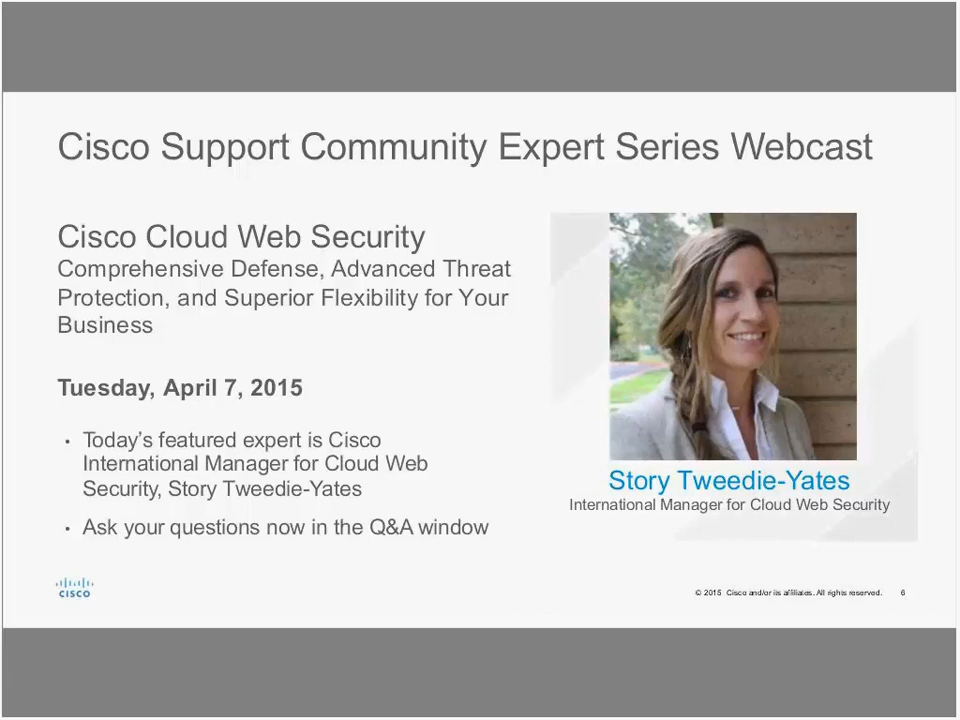 Cisco Support Community Expert Series Webcast
Cisco Cloud Web Security
Comprehensive Defense, Advanced Threat
Protection, and Superior Flexibility for Your
Business
Tuesday, April 7, 2015
• Today's featured expert is Cisco
International Manager for Cloud Web
Security, Story Tweedie-Yates
• Ask your questions now in the Q&A window
Story Tweedie-Yates
International Manager for Cloud Web Security
CISCO
© 2015 Cisco and/or its affiliates. All rights reserved. 6